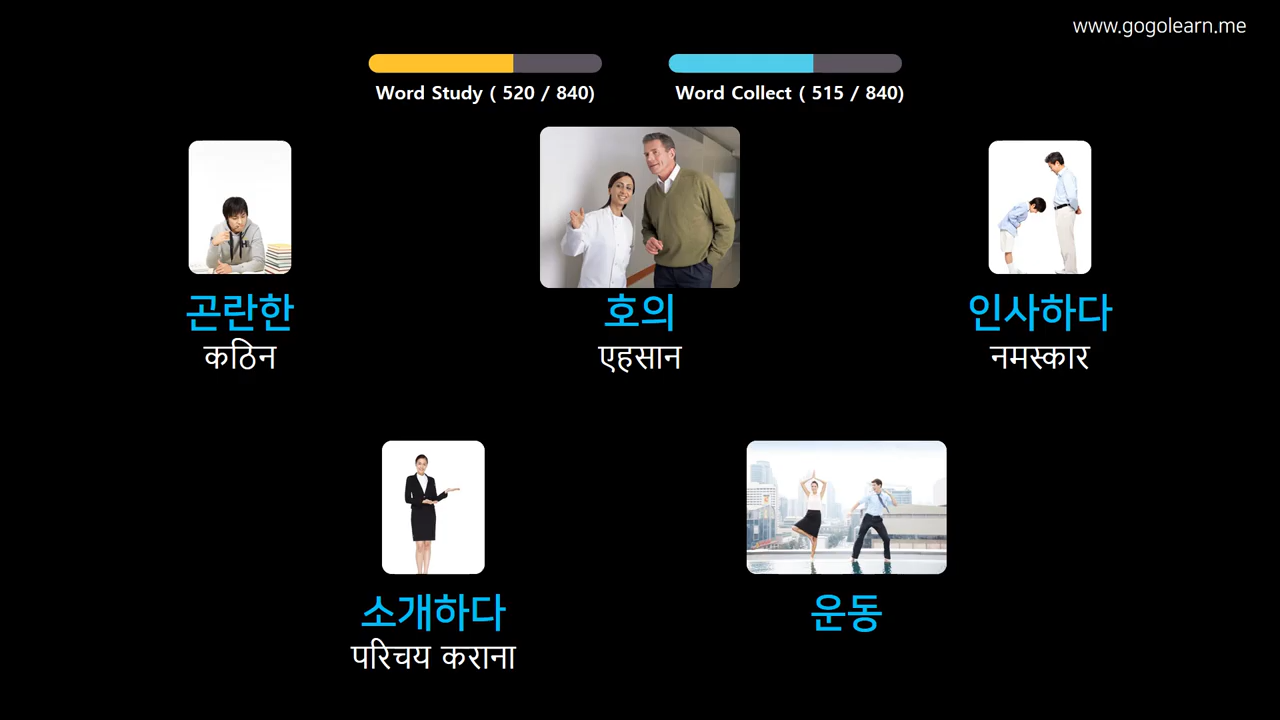 www.gogolearn.me
Word Study ( 520 / 840)
Word Collect ( 515 / 840)
곤란한
कठिन
호의
एहसान
인사하다
नमस्कार
소개하다
परिचय कराना
운동